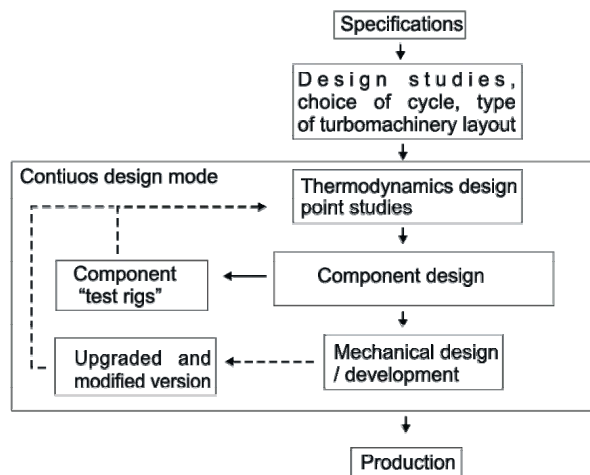 Specifications
Design studies,
choice of cycle, type
of turbomachinery layout
Contiuos design mode
Thermodynamics design
point studies
Component
"test rigs"
Component design
Upgraded and
modified version
Mechanical design
/ development
Production